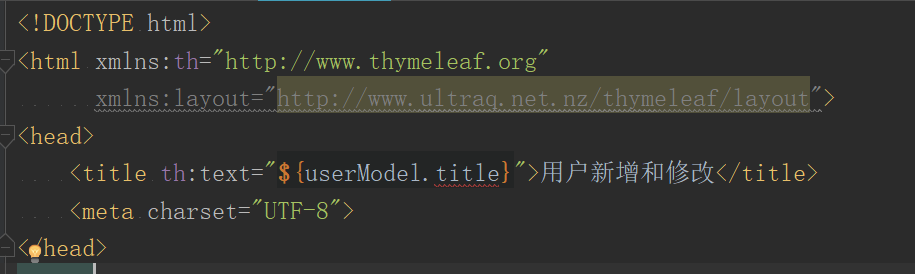 <!DOCTYPE html>
<html xmlns:th="http://www.thymeleaf.org"
xmlns:layout="http://www.ultraq.net.nz/thymeleaf/layout">
<head>
<title th:text="${userModel.title}">用户新增和修改</title>
<meta charset="UTF-8">
</head>